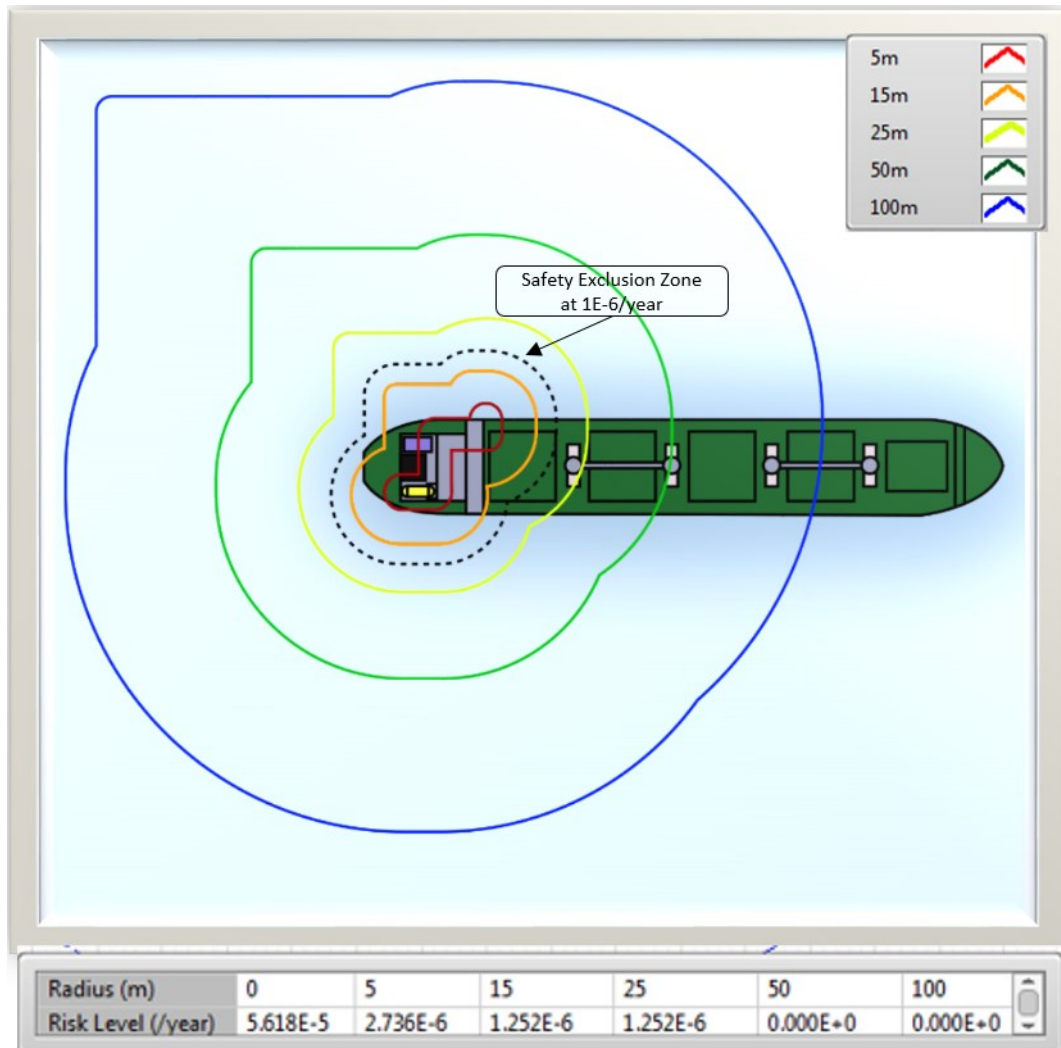 5m
15m
25m
50m
100m
Safety Exclusion Zone
at 1E-6/year
Radius (m) 0 5 15 25 50 100
Risk Level (/year) 5.618E-5 2.736E-6 1.252E-6 1.252E-6 0.000E+0 0.000E+0